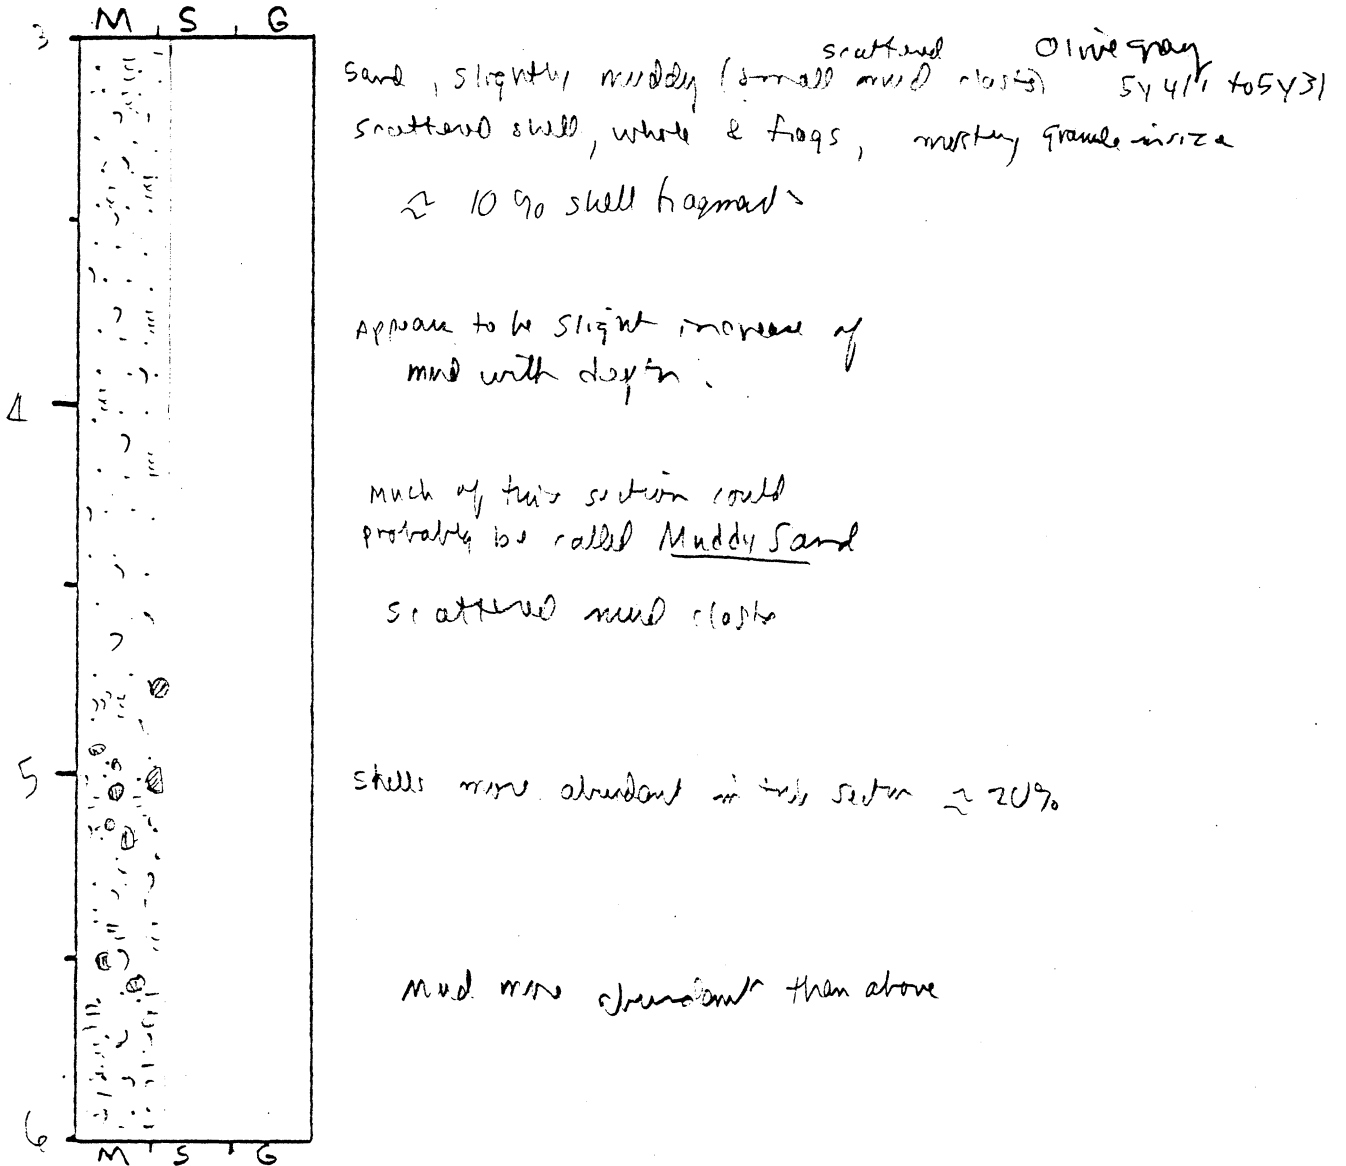 M S G
3
scattered Olive gray
Sand, slightly muddy (small mud clasts) 5Y 4/1 to 5Y31
scattered shell, whole & frags, mostly granule in size
≈ 10% shell fragments
Appears to be slight increase of
mud with depth.
4
Much of this section could
probably be called Muddy Sand
scattered mud clasts
5
Shells more abundant in this section ≈ 20%
Mud more abundant than above
6
M S G